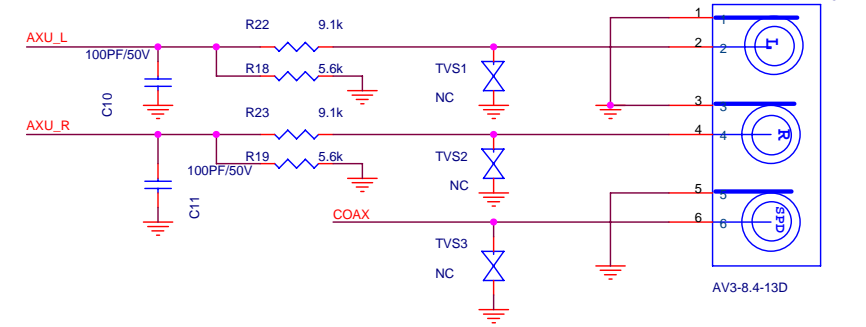 R22 9.1k
1 1
AXU_L
L
2 2
100PF/50V
R18 5.6k
TVS1
C10
NC
R23 9.1k
3 3
AXU_R
R
4 4
R19 5.6k
TVS2
100PF/50V
NC
5 5
C11
COAX
6 6
SPD
TVS3
NC
AV3-8.4-13D